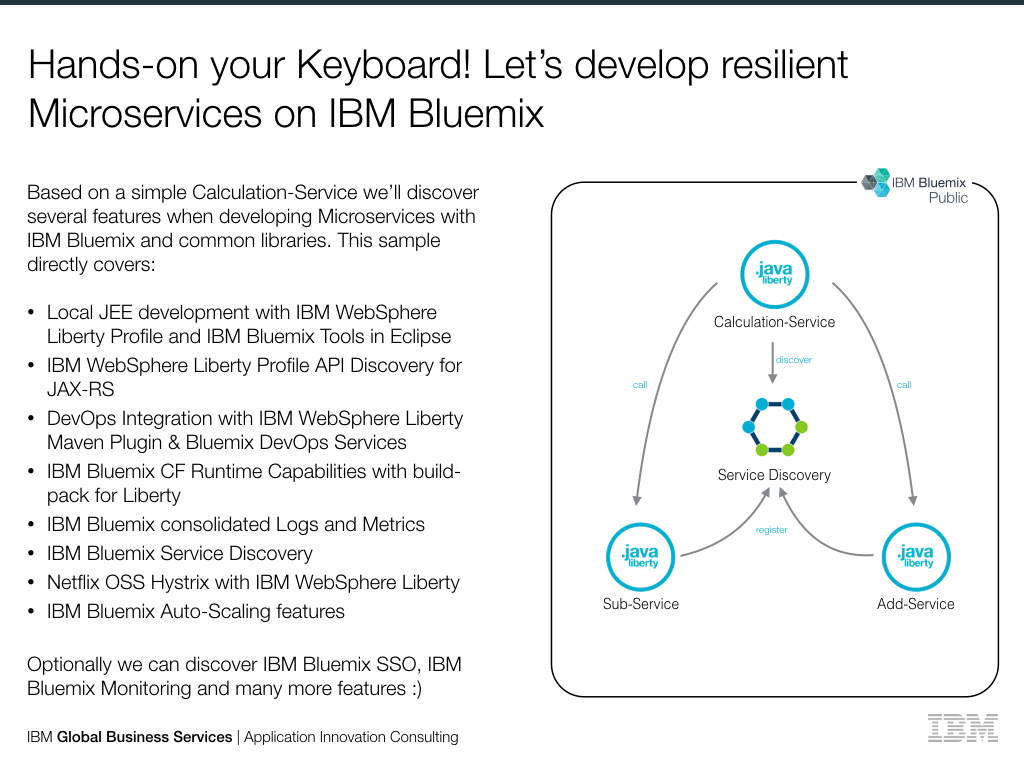 Hands-on your Keyboard! Let’s develop resilient
Microservices on IBM Bluemix
Based on a simple Calculation-Service we’ll discover
several features when developing Microservices with
IBM Bluemix and common libraries. This sample
directly covers:
• Local JEE development with IBM WebSphere
Liberty Profile and IBM Bluemix Tools in Eclipse
• IBM WebSphere Liberty Profile API Discovery for
JAX-RS
• DevOps Integration with IBM WebSphere Liberty
Maven Plugin & Bluemix DevOps Services
• IBM Bluemix CF Runtime Capabilities with build-
pack for Liberty
• IBM Bluemix consolidated Logs and Metrics
• IBM Bluemix Service Discovery
• Netflix OSS Hystrix with IBM WebSphere Liberty
• IBM Bluemix Auto-Scaling features
Optionally we can discover IBM Bluemix SSO, IBM
Bluemix Monitoring and many more features :)
IBM Bluemix
Public
.java
liberty
Calculation-Service
discover
call
call
Service Discovery
register
.java
liberty
Sub-Service
.java
liberty
Add-Service
IBM Global Business Services | Application Innovation Consulting
IBM